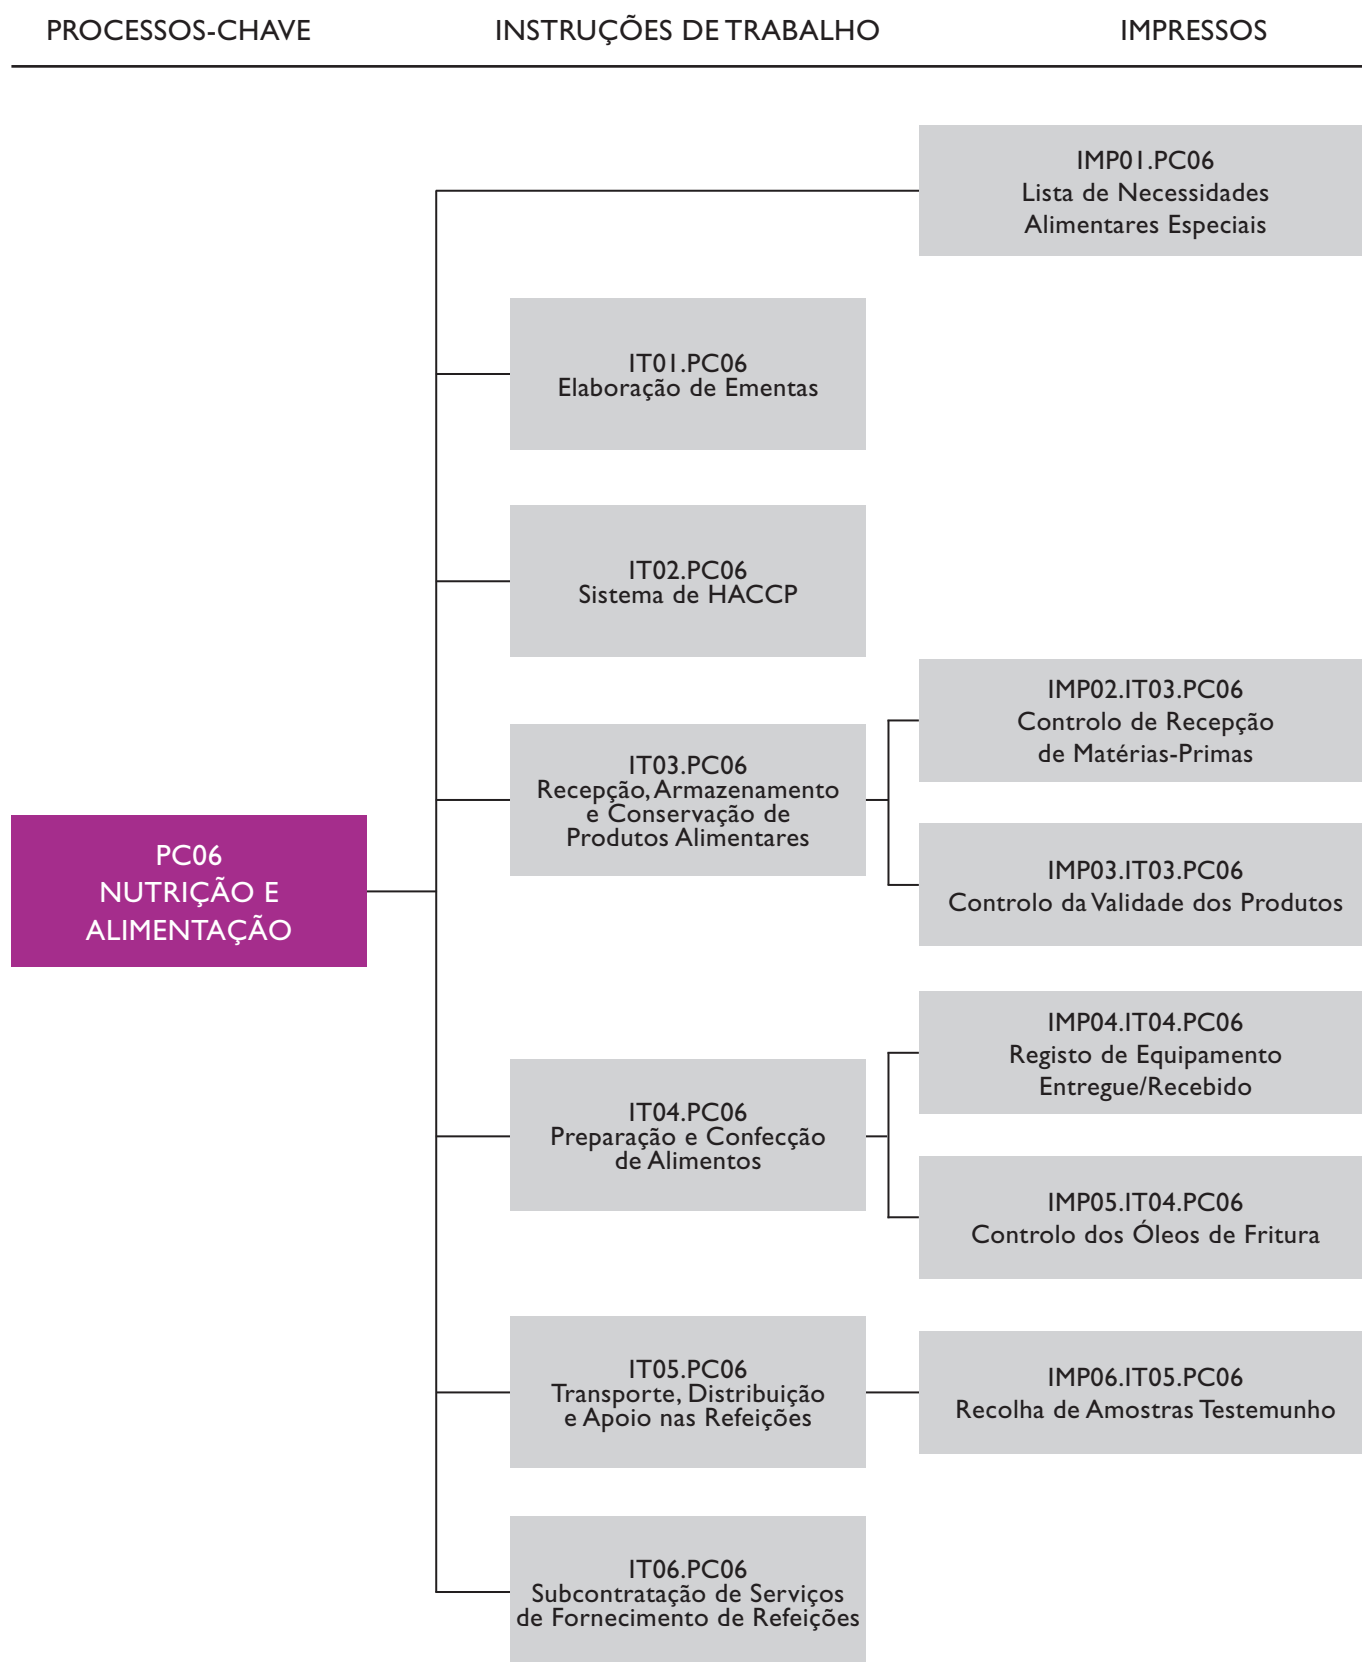 PROCESSOS-CHAVE
INSTRUÇÕES DE TRABALHO
IMPRESSOS
IMP01.PC06
Lista de Necessidades
Alimentares Especiais
IT01.PC06
Elaboração de Ementas
IT02.PC06
Sistema de HACCP
IMP02.IT03.PC06
Controlo de Recepção
de Matérias-Primas
IT03.PC06
Recepção, Armazenamento
e Conservação de
Produtos Alimentares
PC06
NUTRIÇÃO E
ALIMENTAÇÃO
IMP03.IT03.PC06
Controlo da Validade dos Produtos
IMP04.IT04.PC06
Registo de Equipamento
Entregue/Recebido
IT04.PC06
Preparação e Confecção
de Alimentos
IMP05.IT04.PC06
Controlo dos Óleos de Fritura
IT05.PC06
Transporte, Distribuição
e Apoio nas Refeições
IMP06.IT05.PC06
Recolha de Amostras Testemunho
IT06.PC06
Subcontratação de Serviços
de Fornecimento de Refeições